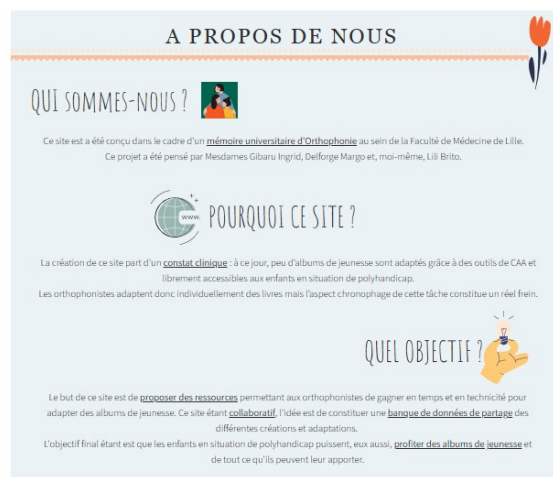 A PROPOS DE NOUS
QUI SOMMES-NOUS ?
Ce site est a été conçu dans le cadre d'un mémoire universitaire d'Orthophonie au sein de la Faculté de Médecine de Lille.
Ce projet a été pensé par Mesdames Gibaru Ingrid, Delforge Margo et, moi-même, Lili Brito.
www.
POURQUOI CE SITE ?
La création de ce site part d'un constat clinique : à ce jour, peu d'albums de jeunesse sont adaptés grâce à des outils de CAA et
librement accessibles aux enfants en situation de polyhandicap.
Les orthophonistes adaptent donc individuellement des livres mais l'aspect chronophage de cette tâche constitue un réel frein.
QUEL OBJECTIF ?
Le but de ce site est de proposer des ressources permettant aux orthophonistes de gagner en temps et en technicité pour
adapter des albums de jeunesse. Ce site étant collaboratif, l'idée est de constituer une banque de données de partage des
différentes créations et adaptations.
L'objectif final étant est que les enfants en situation de polyhandicap puissent, eux aussi, profiter des albums de jeunesse et
de tout ce qu'ils peuvent leur apporter.